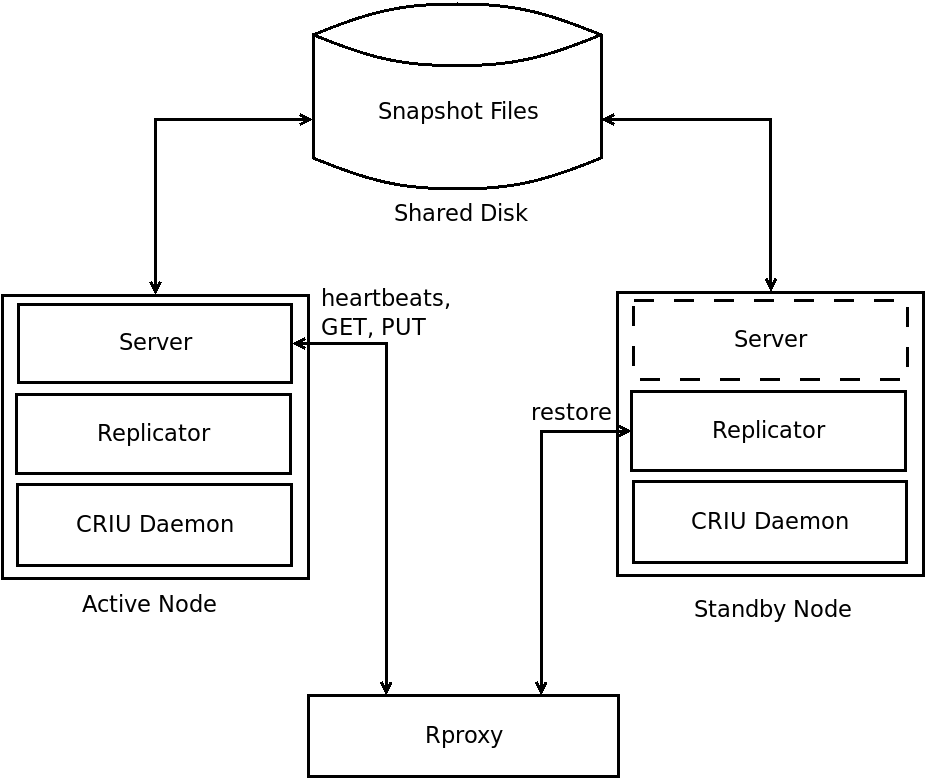 Snapshot Files
Shared Disk
heartbeats,
GET, PUT
Server
Replicator
CRIU Daemon
Active Node
restore
Server
Replicator
CRIU Daemon
Standby Node
Rproxy